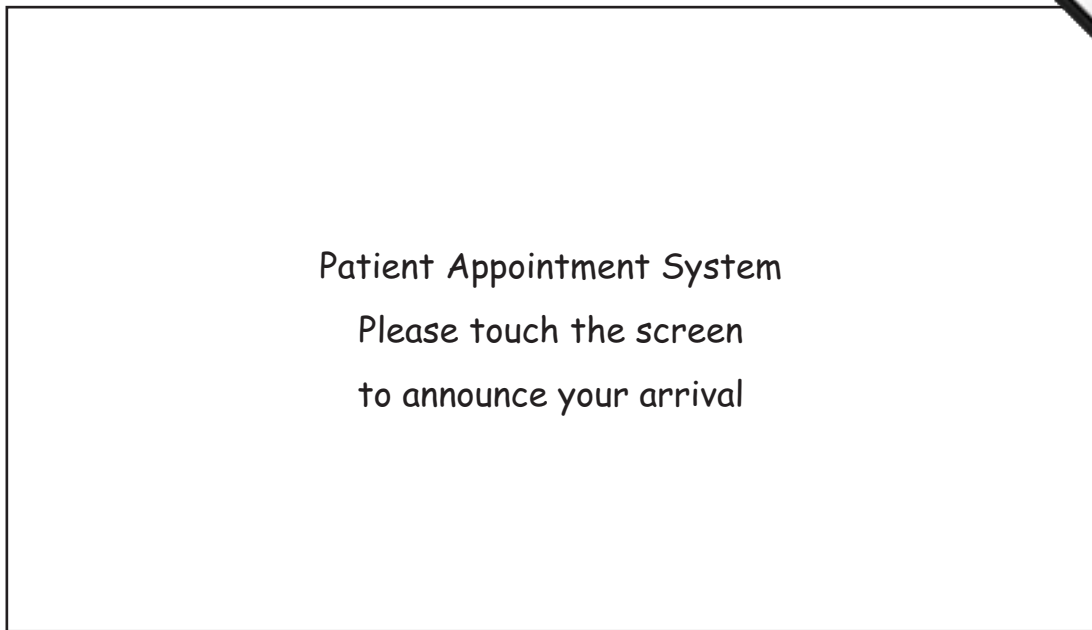 Patient Appointment System
Please touch the screen
to announce your arrival